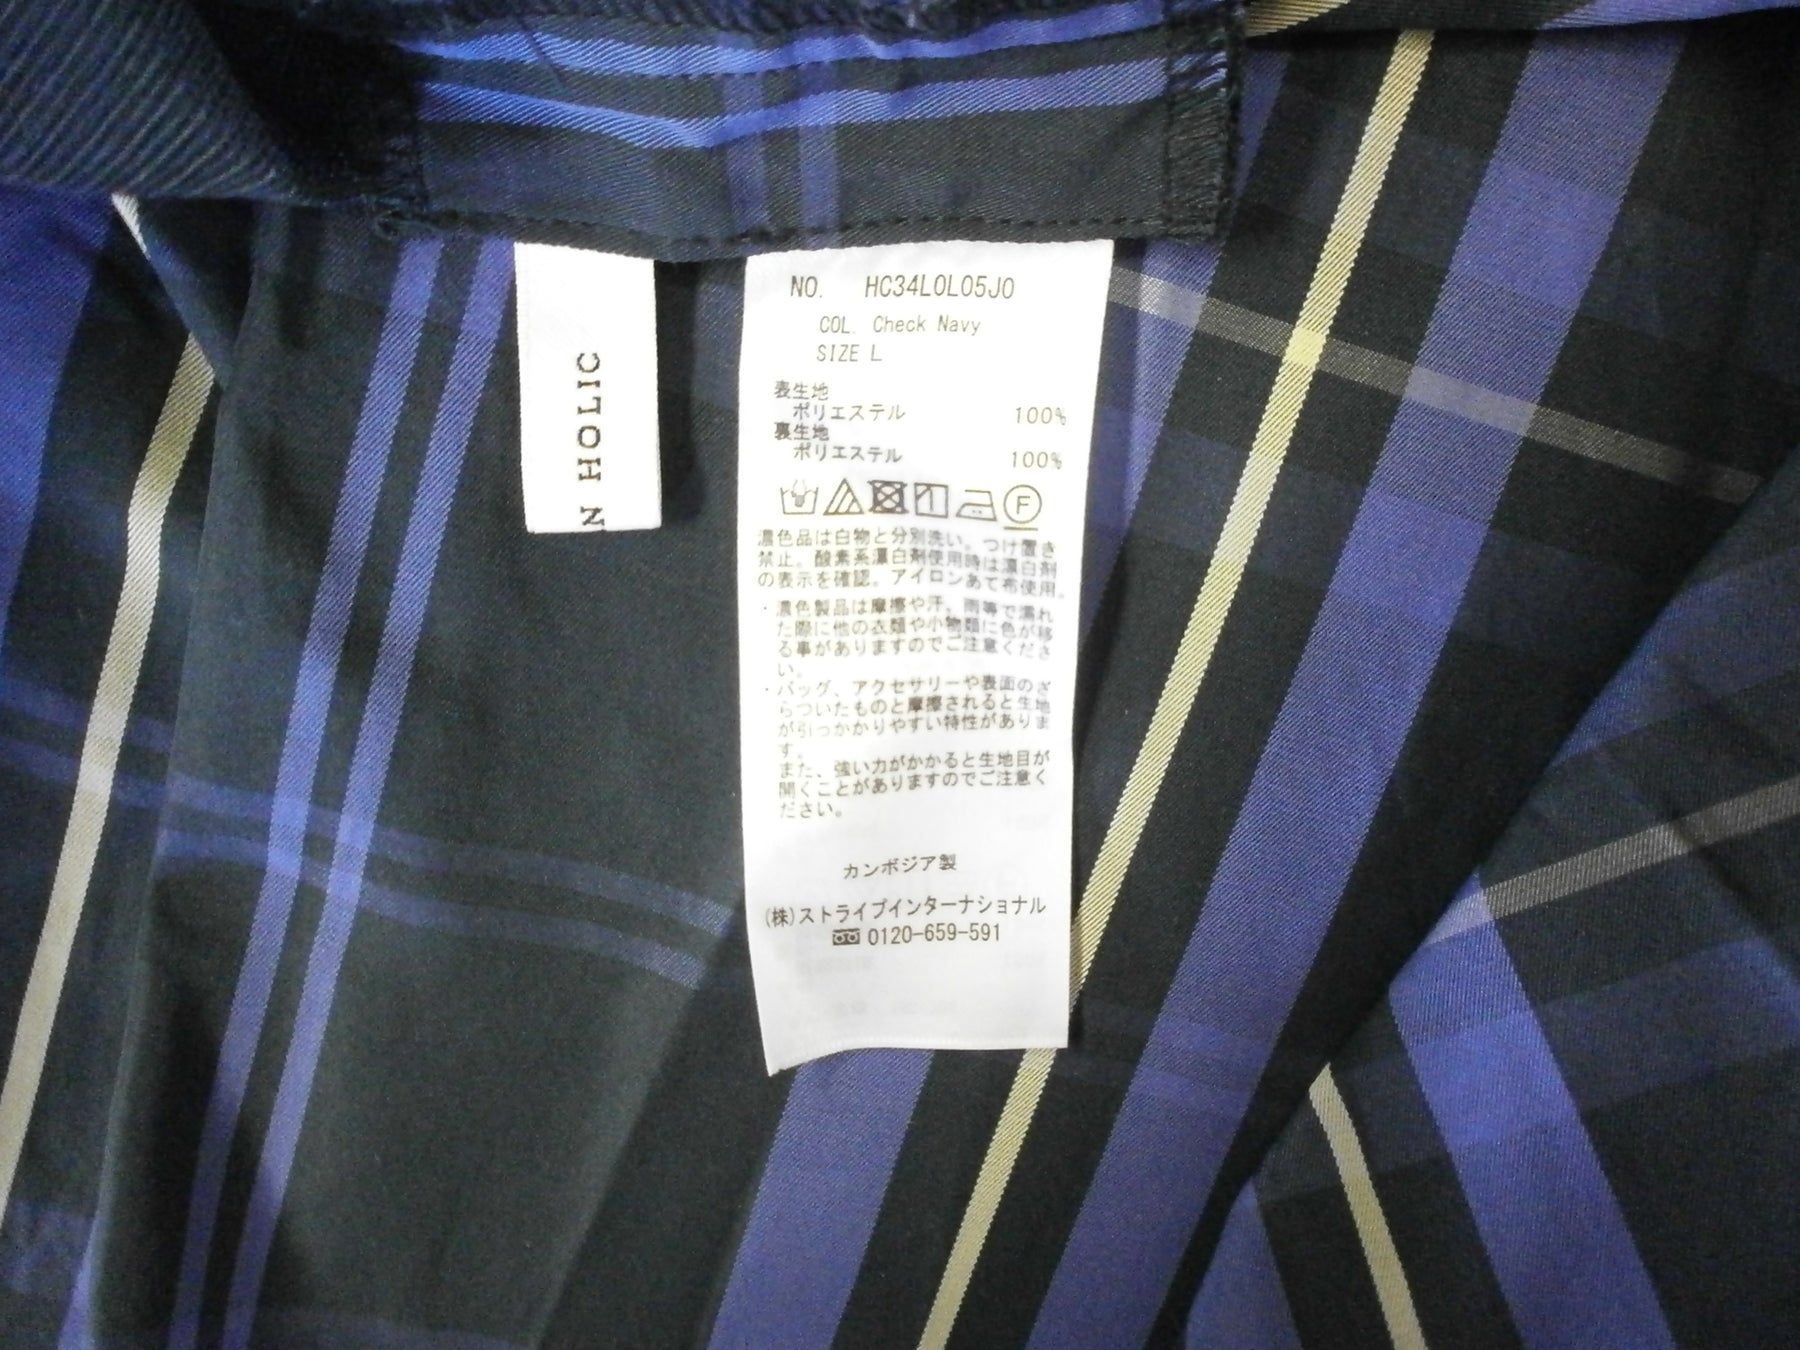 N HOLIC
NO. HC34L0L05J0
COL. Check Navy
SIZE L
表生地
ポリエステル 100%
裏生地
ポリエステル 100%
F
濃色品は白物と分別洗い。つけ置き
禁止。酸素系漂白剤使用時は漂白剤
の表示を確認。アイロンあて布使用。
・濃色製品は摩擦や汗、雨等で濡れ
た際に他の衣類や小物類に色が移
る事がありますのでご注意くださ
い。
・バッグ、アクセサリーや表面のざ
らついたものと摩擦されると生地
が引っかかりやすい特性がありま
す。
また、強い力がかかると生地目が
開くことがありますのでご注意く
ださい。
カンボジア製
(株)ストライプインターナショナル
0120-659-591